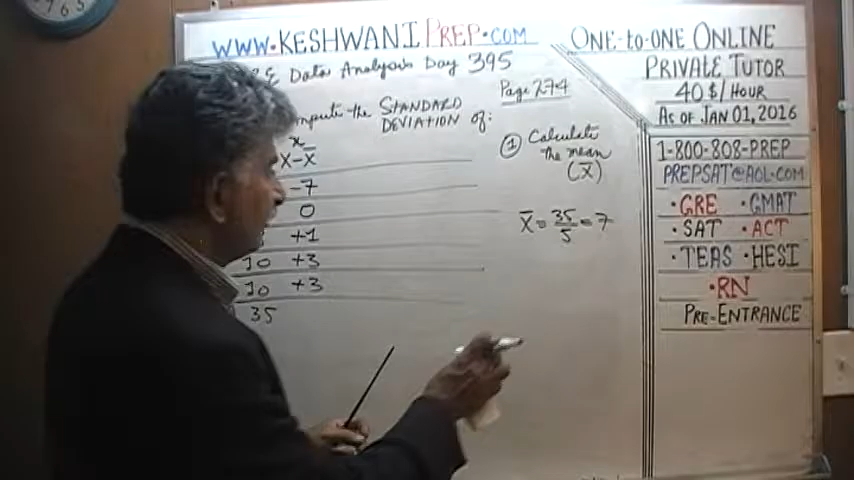 WWW.KESHWANIPREP.COM
E Data Analysis Day 395
Page 274
mpute the STANDARD
DEVIATION of:
x
X-X̄
-7
0
+1
10 +3
10 +3
35
① Calculate
the mean
(X̄)
X̄ = 35/5 = 7
ONE-to-ONE ONLINE
PRIVATE TUTOR
40$/HOUR
AS OF JAN 01,2016
1-800-808-PREP
PREPSAT@AOL.COM
•GRE •GMAT
•SAT •ACT
•TEAS •HESI
•RN
PRE-ENTRANCE